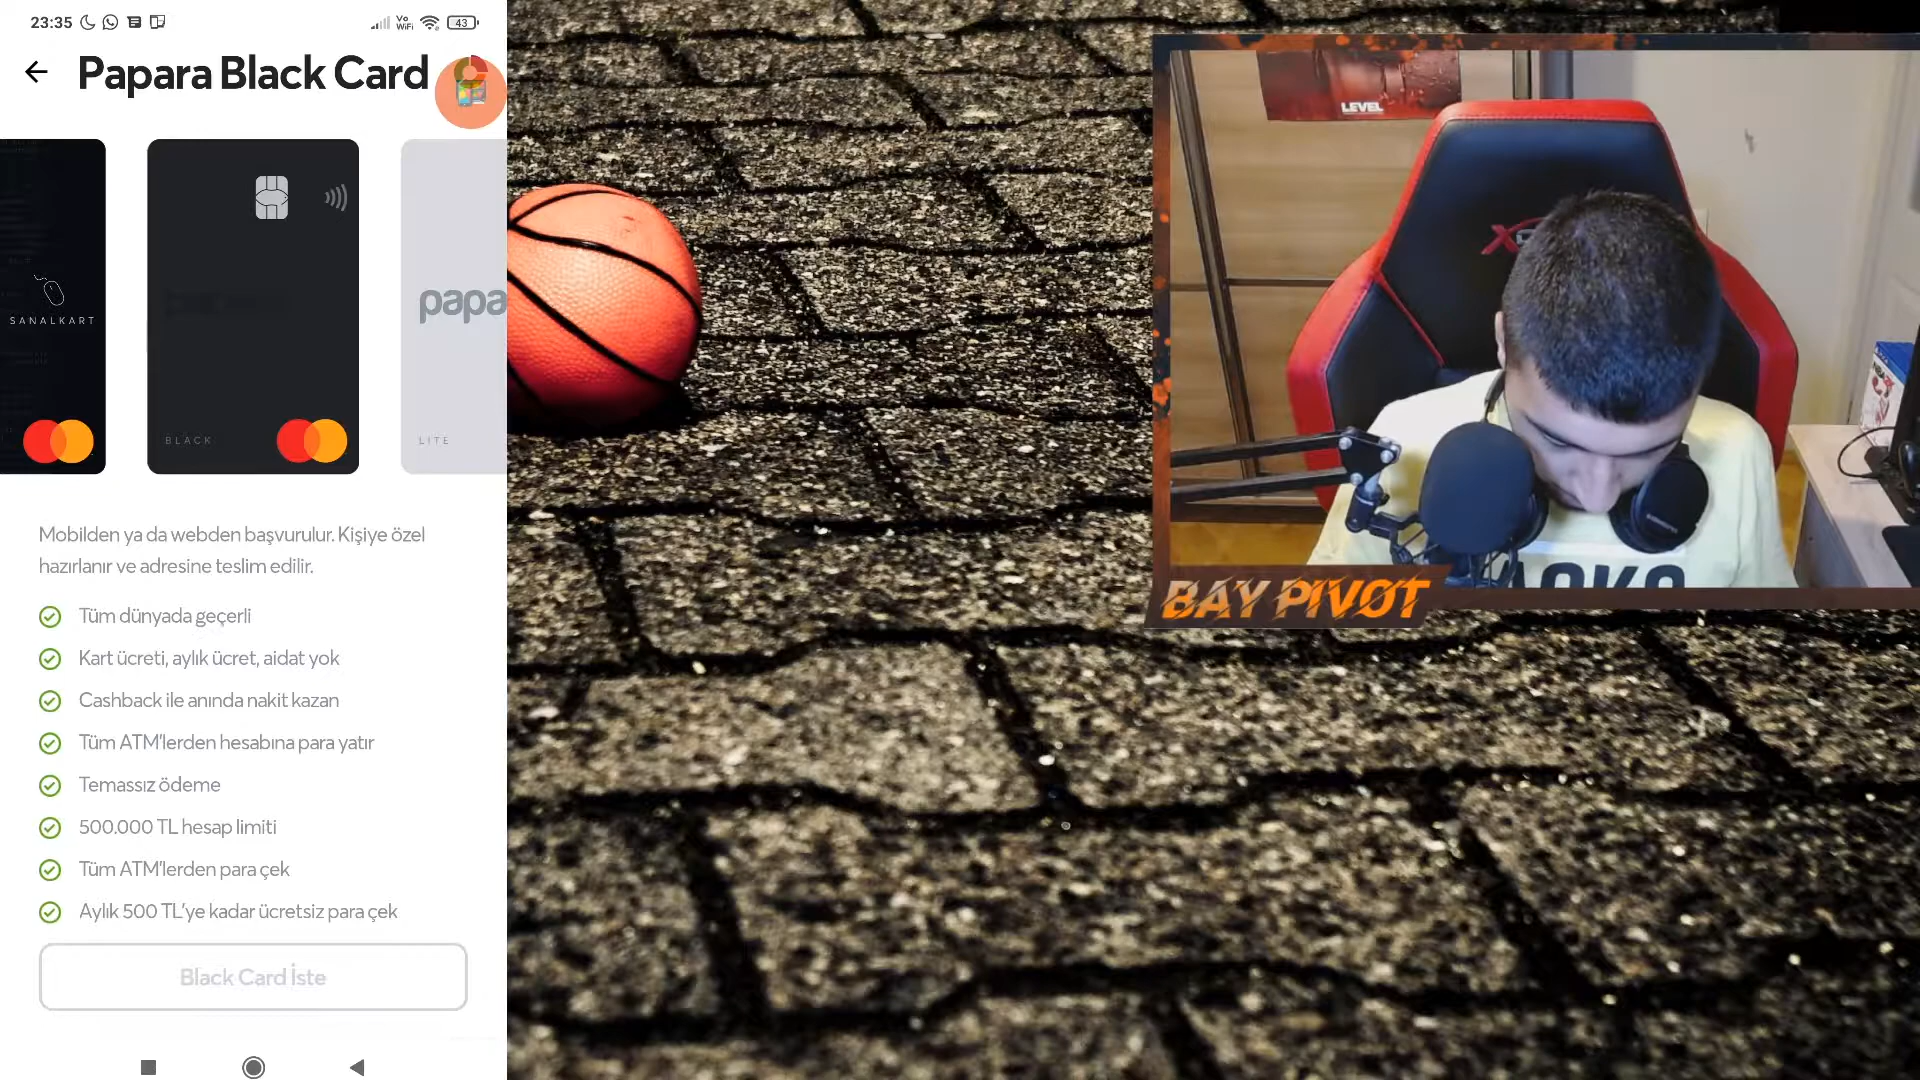 23:35
Vo
WiFi
43
Papara Black Card
SANALKART
BLACK
papa
LITE
Mobilden ya da webden başvurulur. Kişiye özel
hazırlanır ve adresine teslim edilir.
Tüm dünyada geçerli
Kart ücreti, aylık ücret, aidat yok
Cashback ile anında nakit kazan
Tüm ATM'lerden hesabına para yatır
Temassız ödeme
500.000 TL hesap limiti
Tüm ATM'lerden para çek
Aylık 500 TL'ye kadar ücretsiz para çek
Black Card İste
LEVEL
BAY PIVOT